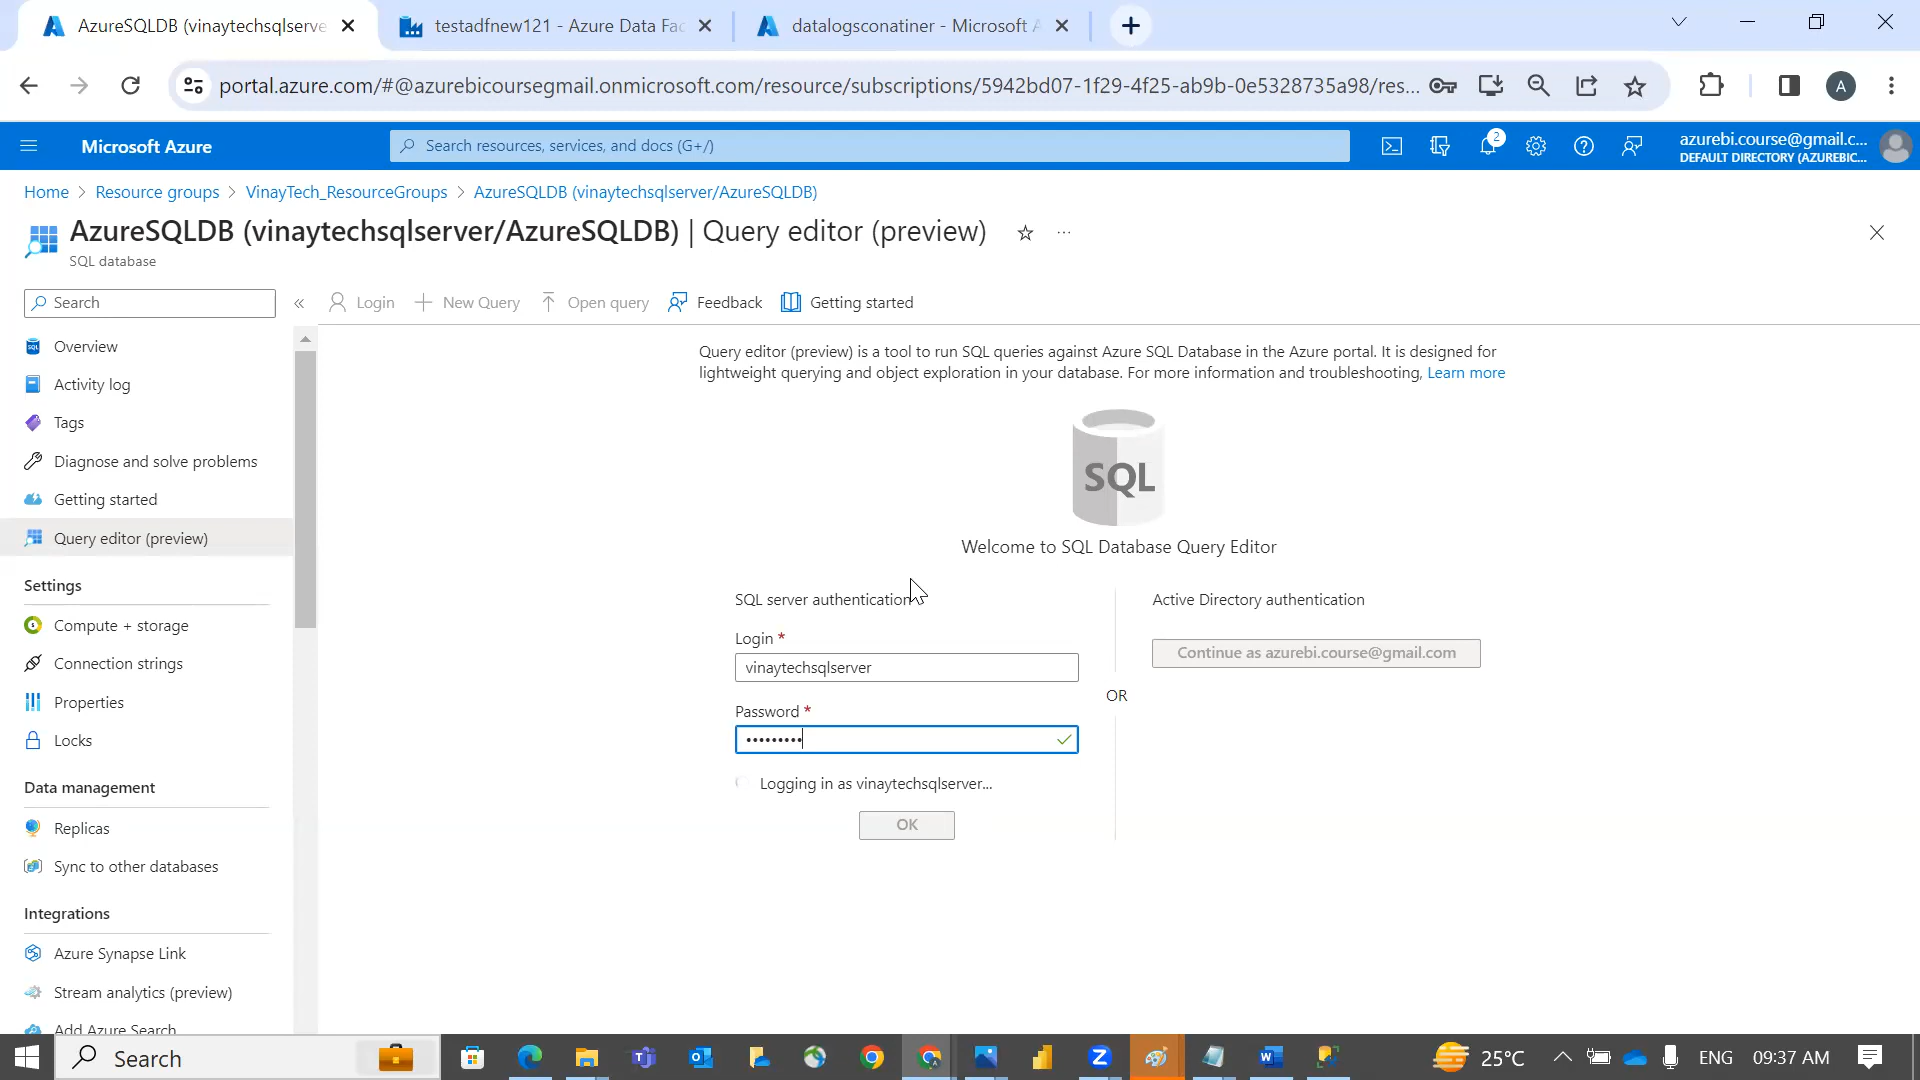 AzureSQLDB (vinaytechsqlserve
testadfnew121 - Azure Data Fac
datalogsconatiner - Microsoft A
portal.azure.com/#@azurebicoursegmail.onmicrosoft.com/resource/subscriptions/5942bd07-1f29-4f25-ab9b-0e5328735a98/res...
A
Microsoft Azure
Search resources, services, and docs (G+/)
2
azurebi.course@gmail.c...
DEFAULT DIRECTORY (AZUREBIC...
Home > Resource groups > VinayTech_ResourceGroups > AzureSQLDB (vinaytechsqlserver/AzureSQLDB)
AzureSQLDB (vinaytechsqlserver/AzureSQLDB) | Query editor (preview)
SQL database
Search
Login
New Query
Open query
Feedback
Getting started
Overview
Activity log
Tags
Diagnose and solve problems
Getting started
Query editor (preview)
Settings
Compute + storage
Connection strings
Properties
Locks
Data management
Replicas
Sync to other databases
Integrations
Azure Synapse Link
Stream analytics (preview)
Add Azure Search
Query editor (preview) is a tool to run SQL queries against Azure SQL Database in the Azure portal. It is designed for
lightweight querying and object exploration in your database. For more information and troubleshooting, Learn more
SQL
Welcome to SQL Database Query Editor
SQL server authentication
Login *
vinaytechsqlserver
Password *
•••••••••
Logging in as vinaytechsqlserver...
OK
OR
Active Directory authentication
Continue as azurebi.course@gmail.com
Search
25°C
ENG
09:37 AM